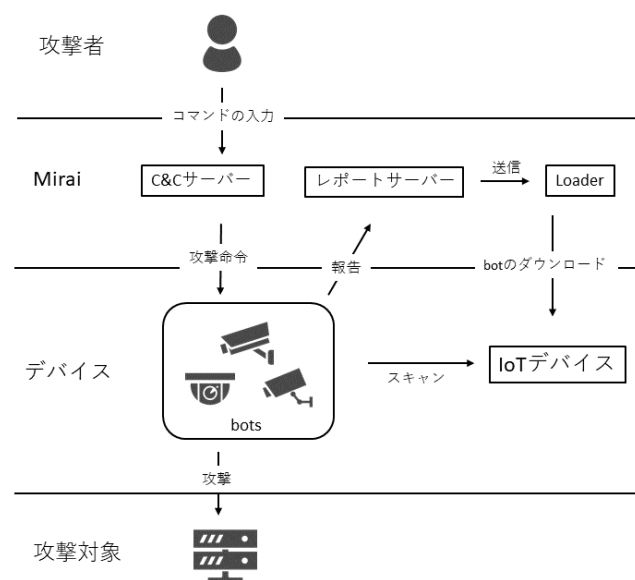 攻撃者
コマンドの入力
Mirai
C&Cサーバー
レポートサーバー
送信
Loader
攻撃命令
報告
botのダウンロード
デバイス
bots
スキャン
IoTデバイス
攻撃
攻撃対象